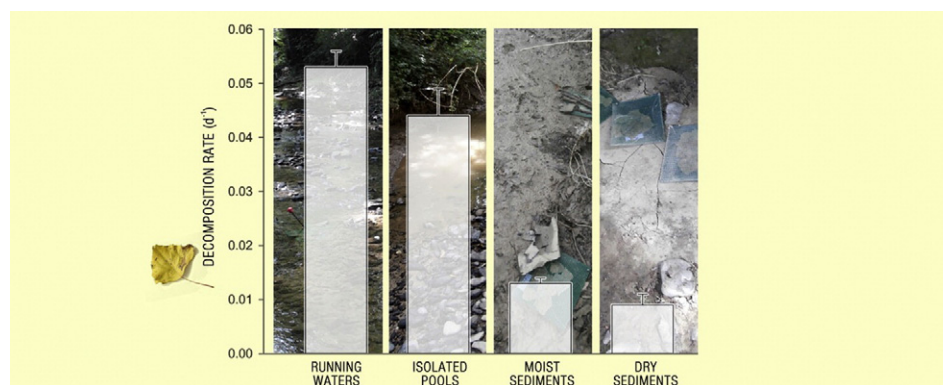 0.06
0.05
0.04
0.03
0.02
0.01
0.00
DECOMPOSITION RATE (d⁻¹)
RUNNING
WATERS
ISOLATED
POOLS
MOIST
SEDIMENTS
DRY
SEDIMENTS